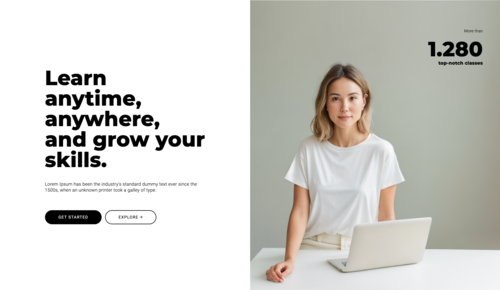 Learn
anytime,
anywhere,
and grow your
skills.
Lorem Ipsum has been the industry's standard dummy text ever since the
1500s, when an unknown printer took a galley of type.
GET STARTED
EXPLORE →
More than
1.280
top-notch classes